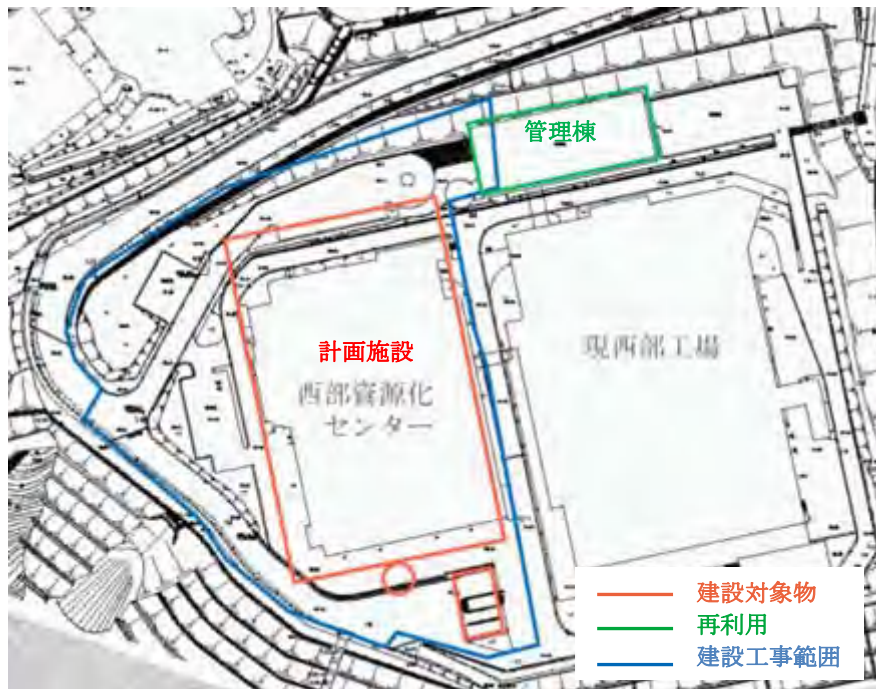 管理棟
計画施設
現西部工場
西部資源化
センター
建設対象物
再利用
建設工事範囲